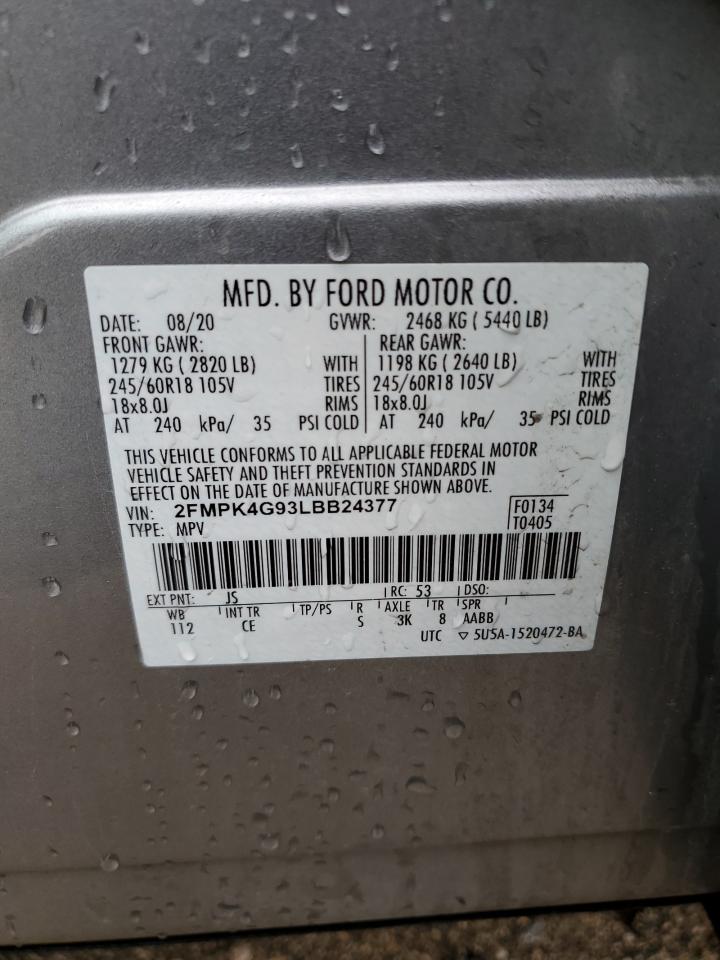 MFD. BY FORD MOTOR CO.
DATE: 08/20 GVWR: 2468 KG ( 5440 LB)
FRONT GAWR: REAR GAWR:
1279 KG ( 2820 LB) WITH 1198 KG ( 2640 LB) WITH
245/60R18 105V TIRES 245/60R18 105V TIRES
18x8.0J RIMS 18x8.0J RIMS
AT 240 kPa/ 35 PSI COLD AT 240 kPa/ 35 PSI COLD
THIS VEHICLE CONFORMS TO ALL APPLICABLE FEDERAL MOTOR
VEHICLE SAFETY AND THEFT PREVENTION STANDARDS IN
EFFECT ON THE DATE OF MANUFACTURE SHOWN ABOVE.
VIN: 2FMPK4G93LBB24377 F0134
TYPE: MPV T0405
EXT PNT: JS RC: 53 DSO:
WB INT TR TP/PS R AXLE TR SPR
112 CE S 3K 8 AABB
UTC ▽ 5U5A-1520472-BA